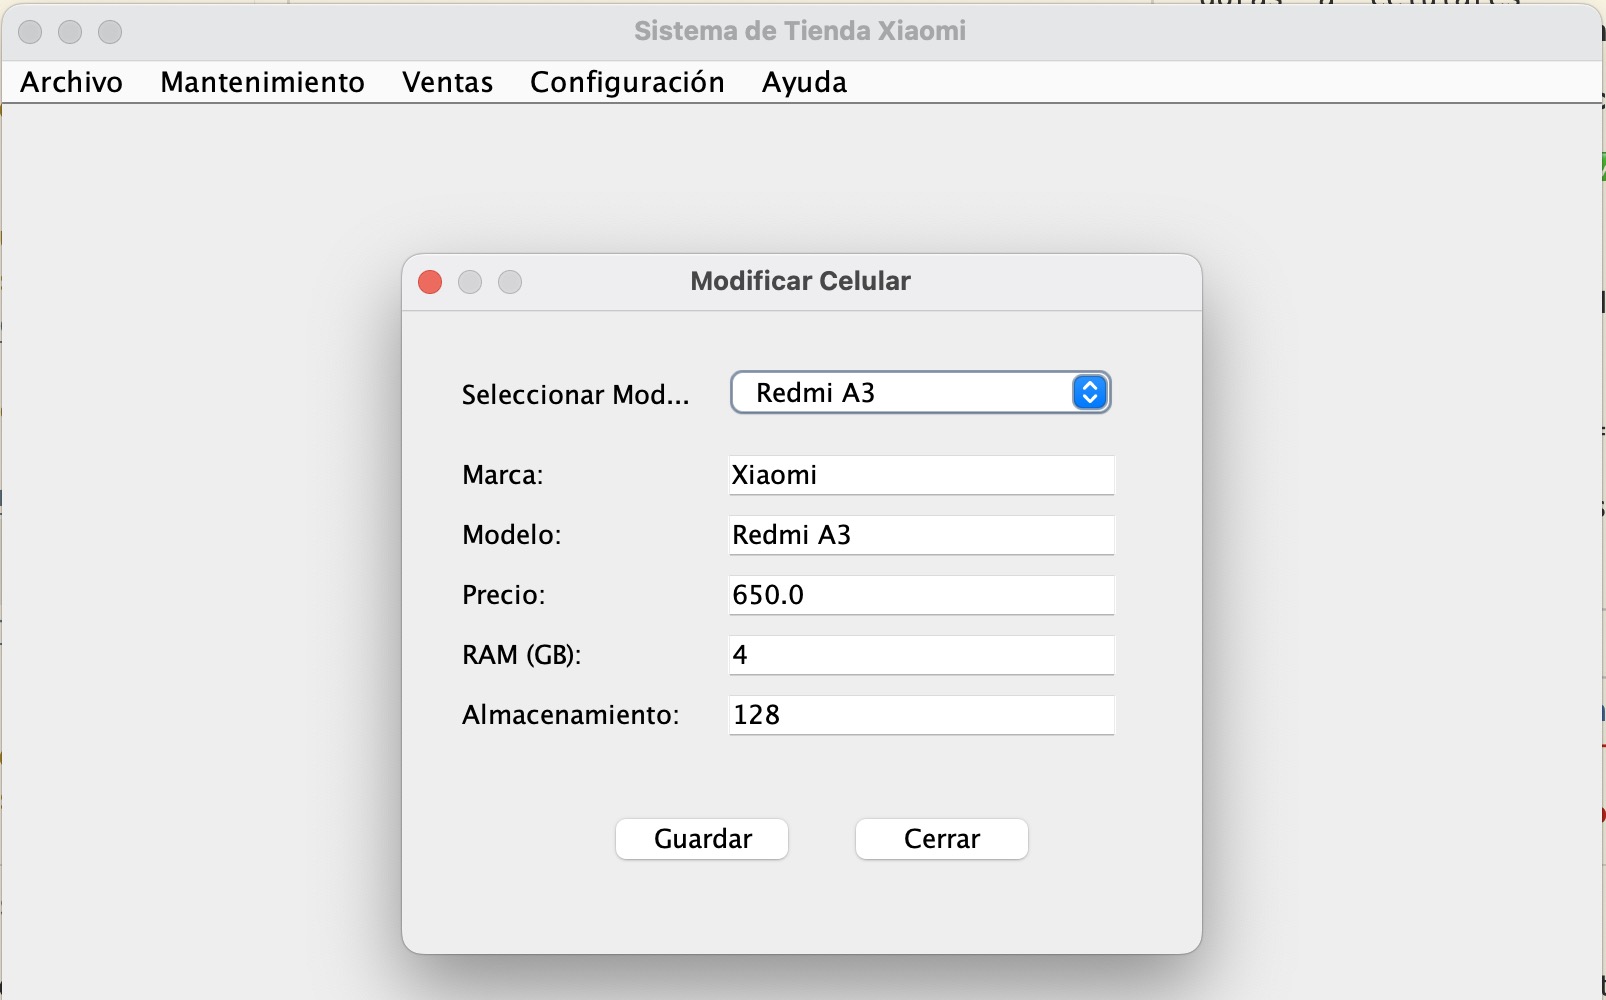 Sistema de Tienda Xiaomi
Archivo Mantenimiento Ventas Configuración Ayuda
Modificar Celular
Seleccionar Mod... Redmi A3
Marca: Xiaomi
Modelo: Redmi A3
Precio: 650.0
RAM (GB): 4
Almacenamiento: 128
Guardar Cerrar